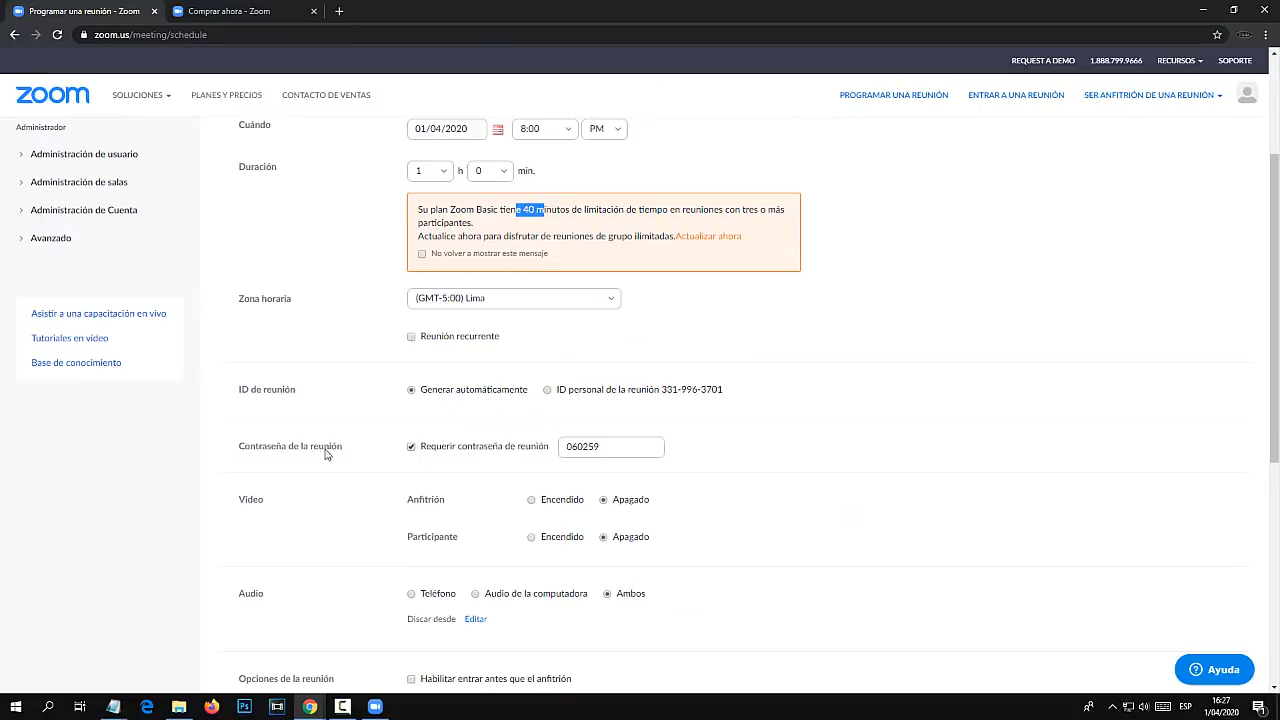 Programar una reunión - Zoom
Comprar ahora - Zoom
zoom.us/meeting/schedule
REQUEST A DEMO 1.888.799.9666 RECURSOS SOPORTE
zoom SOLUCIONES PLANES Y PRECIOS CONTACTO DE VENTAS PROGRAMAR UNA REUNIÓN ENTRAR A UNA REUNIÓN SER ANFITRIÓN DE UNA REUNIÓN
Administrador
Administración de usuario
Administración de salas
Administración de Cuenta
Avanzado
Asistir a una capacitación en vivo
Tutoriales en video
Base de conocimiento
Cuándo 01/04/2020 8:00 PM
Duración 1 h 0 min.
Su plan Zoom Basic tiene 40 minutos de limitación de tiempo en reuniones con tres o más
participantes.
Actualice ahora para disfrutar de reuniones de grupo ilimitadas.Actualizar ahora
No volver a mostrar este mensaje
Zona horaria (GMT-5:00) Lima
Reunión recurrente
ID de reunión Generar automáticamente ID personal de la reunión 331-996-3701
Contraseña de la reunión Requerir contraseña de reunión 060259
Video Anfitrión Encendido Apagado
Participante Encendido Apagado
Audio Teléfono Audio de la computadora Ambos
Discar desde Editar
Opciones de la reunión Habilitar entrar antes que el anfitrión
Ayuda
ESP
16:27
1/04/2020